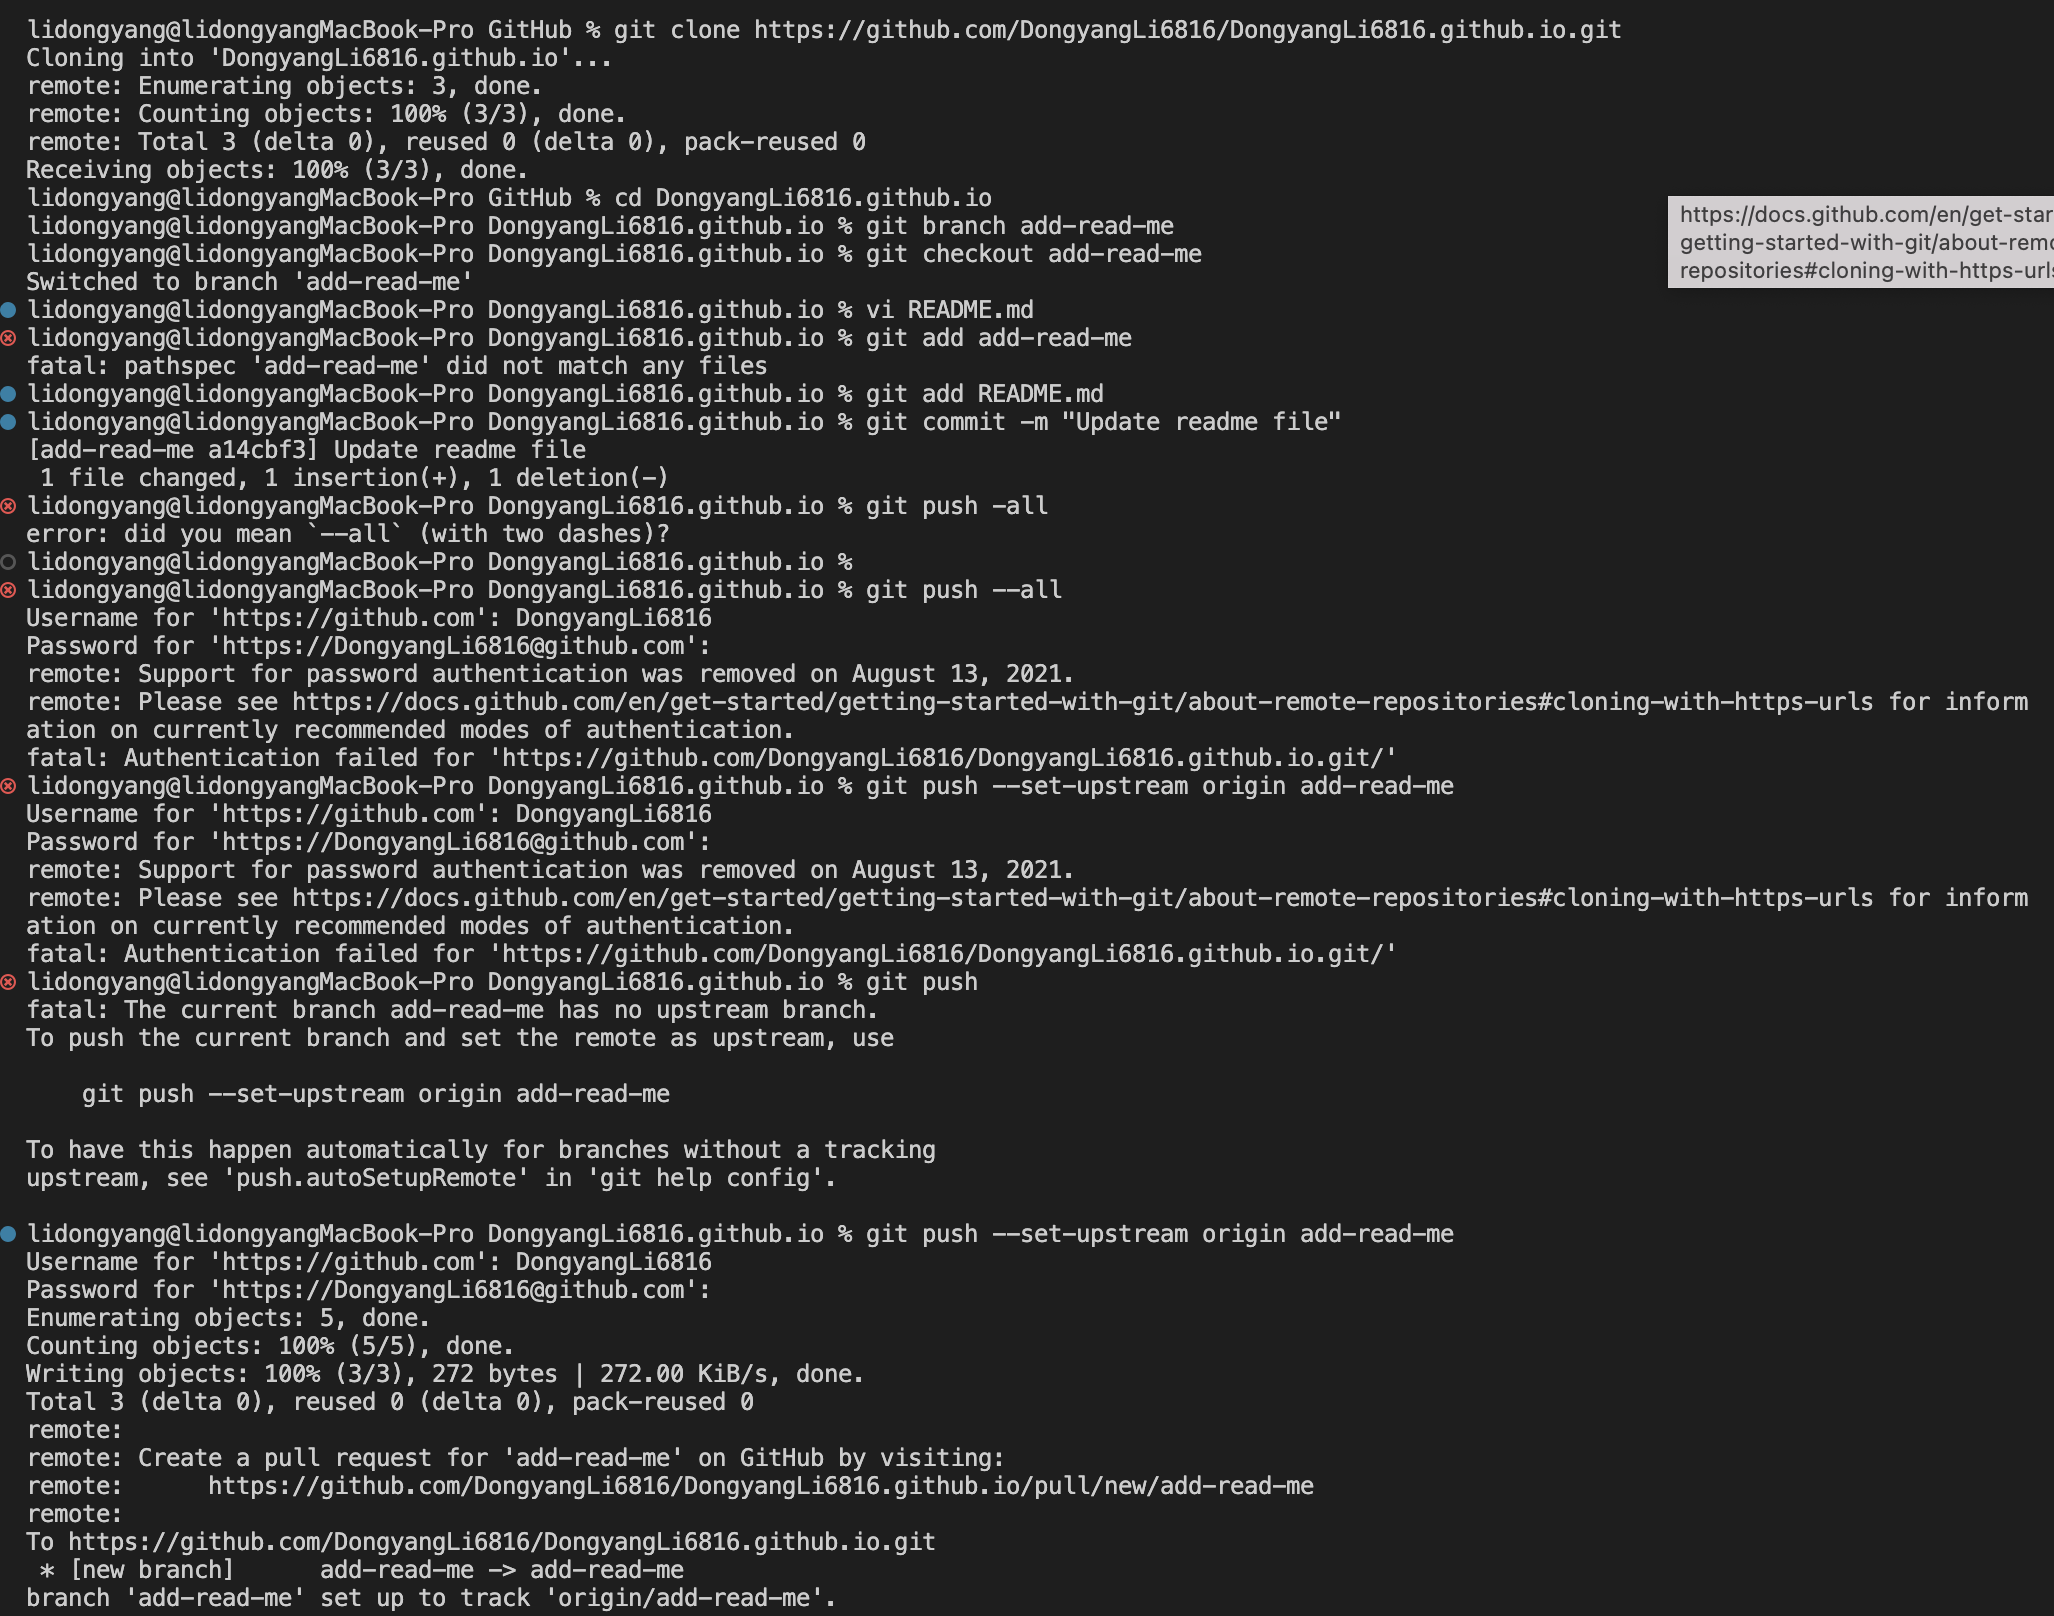 lidongyang@lidongyangMacBook-Pro GitHub % git clone https://github.com/DongyangLi6816/DongyangLi6816.github.io.git
Cloning into 'DongyangLi6816.github.io'...
remote: Enumerating objects: 3, done.
remote: Counting objects: 100% (3/3), done.
remote: Total 3 (delta 0), reused 0 (delta 0), pack-reused 0
Receiving objects: 100% (3/3), done.
lidongyang@lidongyangMacBook-Pro GitHub % cd DongyangLi6816.github.io
lidongyang@lidongyangMacBook-Pro DongyangLi6816.github.io % git branch add-read-me
lidongyang@lidongyangMacBook-Pro DongyangLi6816.github.io % git checkout add-read-me
Switched to branch 'add-read-me'
https://docs.github.com/en/get-star
getting-started-with-git/about-remo
repositories#cloning-with-https-urls
lidongyang@lidongyangMacBook-Pro DongyangLi6816.github.io % vi README.md
lidongyang@lidongyangMacBook-Pro DongyangLi6816.github.io % git add add-read-me
fatal: pathspec 'add-read-me' did not match any files
lidongyang@lidongyangMacBook-Pro DongyangLi6816.github.io % git add README.md
lidongyang@lidongyangMacBook-Pro DongyangLi6816.github.io % git commit -m "Update readme file"
[add-read-me a14cbf3] Update readme file
 1 file changed, 1 insertion(+), 1 deletion(-)
lidongyang@lidongyangMacBook-Pro DongyangLi6816.github.io % git push -all
error: did you mean `--all` (with two dashes)?
lidongyang@lidongyangMacBook-Pro DongyangLi6816.github.io %
lidongyang@lidongyangMacBook-Pro DongyangLi6816.github.io % git push --all
Username for 'https://github.com': DongyangLi6816
Password for 'https://DongyangLi6816@github.com':
remote: Support for password authentication was removed on August 13, 2021.
remote: Please see https://docs.github.com/en/get-started/getting-started-with-git/about-remote-repositories#cloning-with-https-urls for inform
ation on currently recommended modes of authentication.
fatal: Authentication failed for 'https://github.com/DongyangLi6816/DongyangLi6816.github.io.git/'
lidongyang@lidongyangMacBook-Pro DongyangLi6816.github.io % git push --set-upstream origin add-read-me
Username for 'https://github.com': DongyangLi6816
Password for 'https://DongyangLi6816@github.com':
remote: Support for password authentication was removed on August 13, 2021.
remote: Please see https://docs.github.com/en/get-started/getting-started-with-git/about-remote-repositories#cloning-with-https-urls for inform
ation on currently recommended modes of authentication.
fatal: Authentication failed for 'https://github.com/DongyangLi6816/DongyangLi6816.github.io.git/'
lidongyang@lidongyangMacBook-Pro DongyangLi6816.github.io % git push
fatal: The current branch add-read-me has no upstream branch.
To push the current branch and set the remote as upstream, use
    git push --set-upstream origin add-read-me
To have this happen automatically for branches without a tracking
upstream, see 'push.autoSetupRemote' in 'git help config'.
lidongyang@lidongyangMacBook-Pro DongyangLi6816.github.io % git push --set-upstream origin add-read-me
Username for 'https://github.com': DongyangLi6816
Password for 'https://DongyangLi6816@github.com':
Enumerating objects: 5, done.
Counting objects: 100% (5/5), done.
Writing objects: 100% (3/3), 272 bytes | 272.00 KiB/s, done.
Total 3 (delta 0), reused 0 (delta 0), pack-reused 0
remote:
remote: Create a pull request for 'add-read-me' on GitHub by visiting:
remote:      https://github.com/DongyangLi6816/DongyangLi6816.github.io/pull/new/add-read-me
remote:
To https://github.com/DongyangLi6816/DongyangLi6816.github.io.git
 * [new branch]      add-read-me -> add-read-me
branch 'add-read-me' set up to track 'origin/add-read-me'.